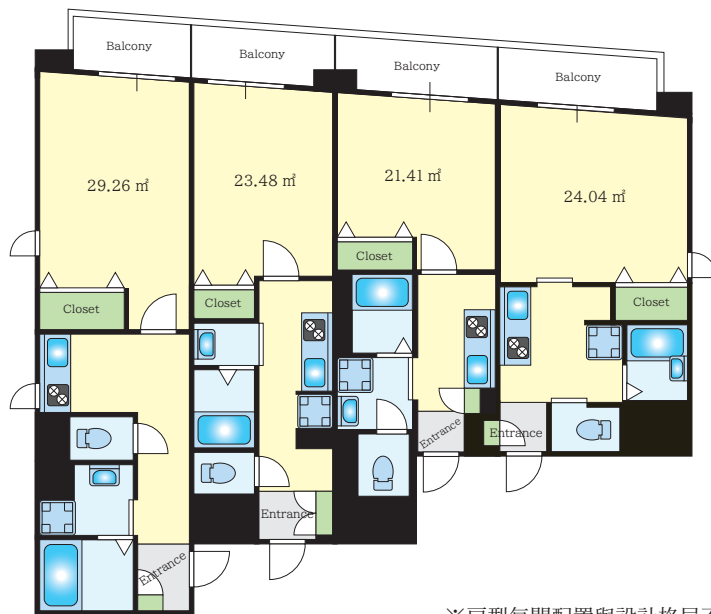 Balcony
Balcony
Balcony
Balcony
29.26 ㎡
23.48 ㎡
21.41 ㎡
24.04 ㎡
Closet
Closet
Closet
Closet
Entrance
Entrance
Entrance
Entrance